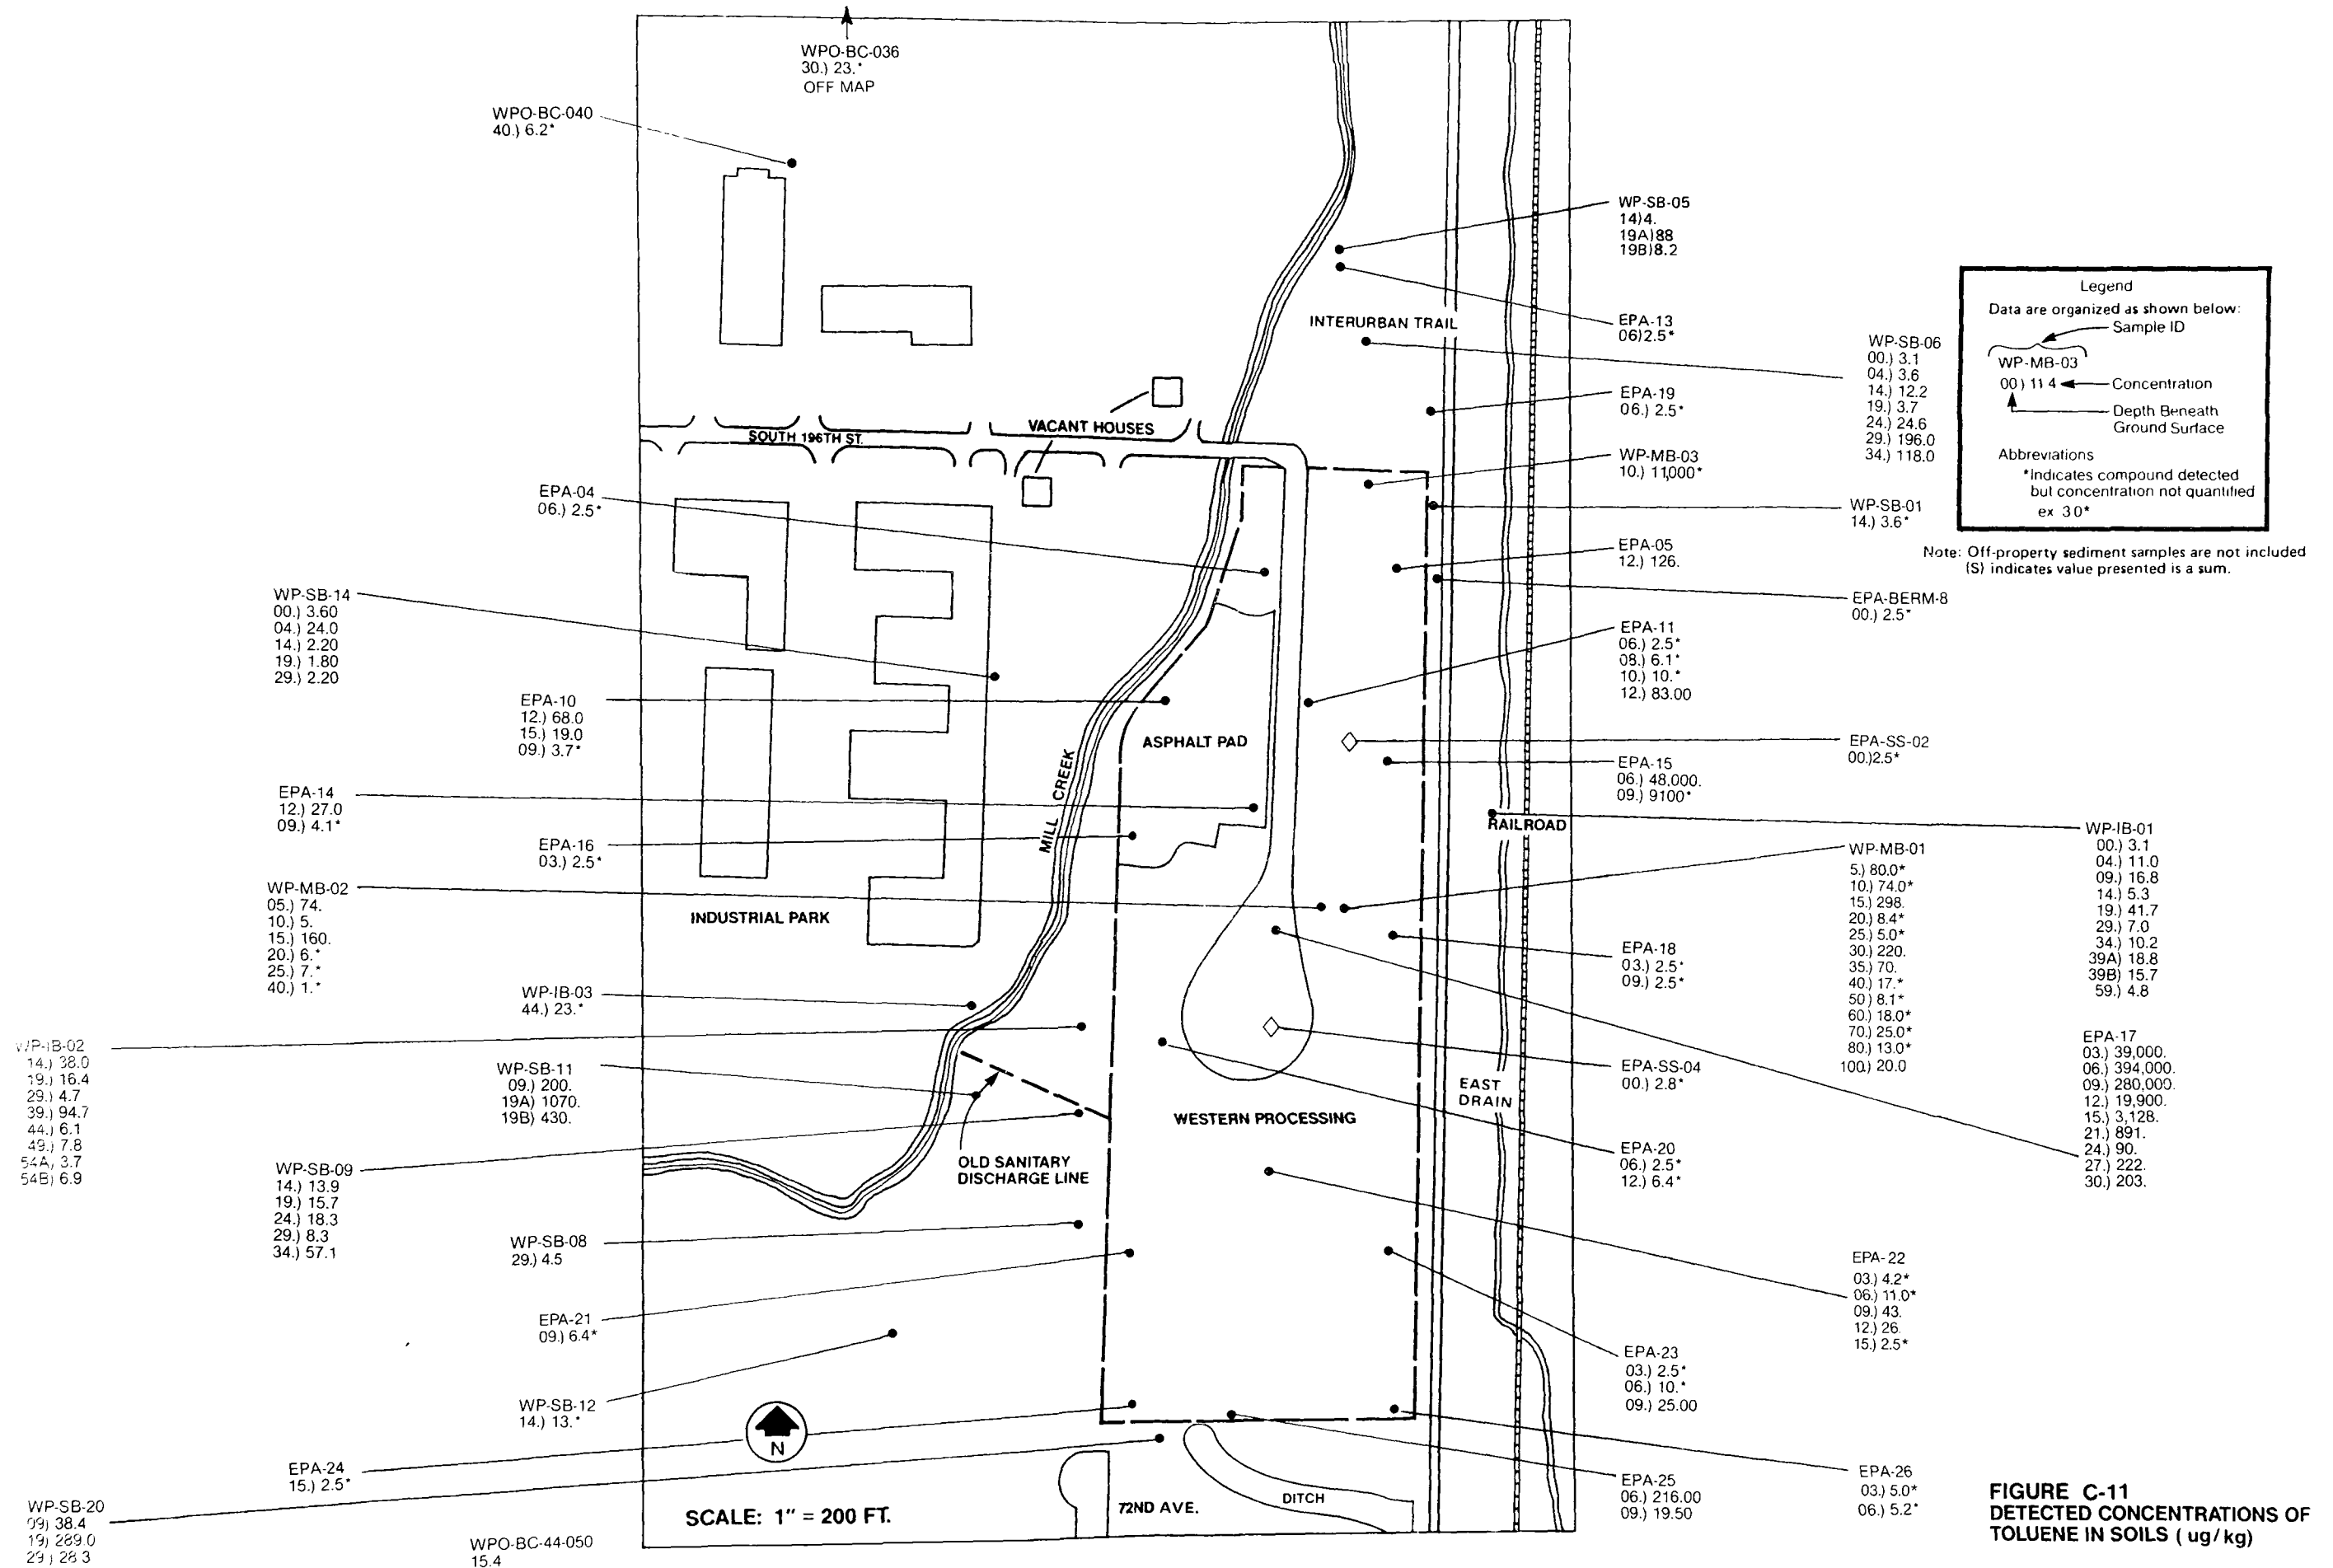 WPO-BC-036
30.) 23.*
OFF MAP
WPO-BC-040
40.) 6.2*
WP-SB-05
14)4.
19A)88
19B)8.2
EPA-13
06)2.5*
INTERURBAN TRAIL
WP-SB-06
00.) 3.1
04.) 3.6
14.) 12.2
19.) 3.7
24.) 24.6
29.) 196.0
34.) 118.0
Legend
Data are organized as shown below:
Sample ID
WP-MB-03
00) 11 4
Concentration
Depth Beneath
Ground Surface
Abbreviations
*Indicates compound detected
but concentration not quantified
ex 3 0*
Note: Off-property sediment samples are not included
(S) indicates value presented is a sum.
EPA-19
06.) 2.5*
VACANT HOUSES
SOUTH 196TH ST.
WP-MB-03
10.) 11,000*
EPA-04
06.) 2.5*
WP-SB-01
14.) 3.6*
EPA-05
12.) 126.
EPA-BERM-8
00.) 2.5*
WP-SB-14
00.) 3.60
04.) 24.0
14.) 2.20
19.) 1.80
29.) 2.20
EPA-11
06.) 2.5*
08.) 6.1*
10.) 10.*
12.) 83.00
EPA-10
12.) 68.0
15.) 19.0
09.) 3.7*
ASPHALT PAD
MILL CREEK
EPA-SS-02
00.)2.5*
EPA-15
06.) 48,000.
09.) 9100*
EPA-14
12.) 27.0
09.) 4.1*
EPA-16
03.) 2.5*
RAILROAD
WP-IB-01
00.) 3.1
04.) 11.0
09.) 16.8
14.) 5.3
19.) 41.7
29.) 7.0
34.) 10.2
39A) 18.8
39B) 15.7
59.) 4.8
WP-MB-01
5.) 80.0*
10.) 74.0*
15.) 298.
20.) 8.4*
25.) 5.0*
30.) 220.
35.) 70.
40.) 17.*
50) 8.1*
60.) 18.0*
70.) 25.0*
80.) 13.0*
100.) 20.0
WP-MB-02
05.) 74.
10.) 5.
15.) 160.
20.) 6.*
25.) 7.*
40.) 1.*
INDUSTRIAL PARK
EPA-18
03.) 2.5*
09.) 2.5*
WP-IB-03
44.) 23.*
WP-IB-02
14.) 38.0
19.) 16.4
29.) 4.7
39.) 94.7
44.) 6.1
49.) 7.8
54A) 3.7
54B) 6.9
EPA-17
03.) 39,000.
06.) 394,000.
09.) 280,000.
12.) 19,900.
15.) 3,128.
21.) 891.
24.) 90.
27.) 222.
30.) 203.
WP-SB-11
09.) 200.
19A) 1070.
19B) 430.
EPA-SS-04
00.) 2.8*
EAST
DRAIN
WESTERN PROCESSING
OLD SANITARY
DISCHARGE LINE
EPA-20
06.) 2.5*
12.) 6.4*
WP-SB-09
14.) 13.9
19.) 15.7
24.) 18.3
29.) 8.3
34.) 57.1
WP-SB-08
29.) 4.5
EPA-22
03.) 4.2*
06.) 11.0*
09.) 43.
12.) 26.
15.) 2.5*
EPA-21
09.) 6.4*
EPA-23
03.) 2.5*
06.) 10.*
09.) 25.00
WP-SB-12
14.) 13.*
N
EPA-24
15.) 2.5*
EPA-25
06.) 216.00
09.) 19.50
EPA-26
03.) 5.0*
06.) 5.2*
WP-SB-20
09) 38.4
19) 289.0
29.) 28 3
SCALE: 1" = 200 FT.
72ND AVE.
DITCH
WPO-BC-44-050
15.4
FIGURE C-11
DETECTED CONCENTRATIONS OF
TOLUENE IN SOILS ( ug/kg)